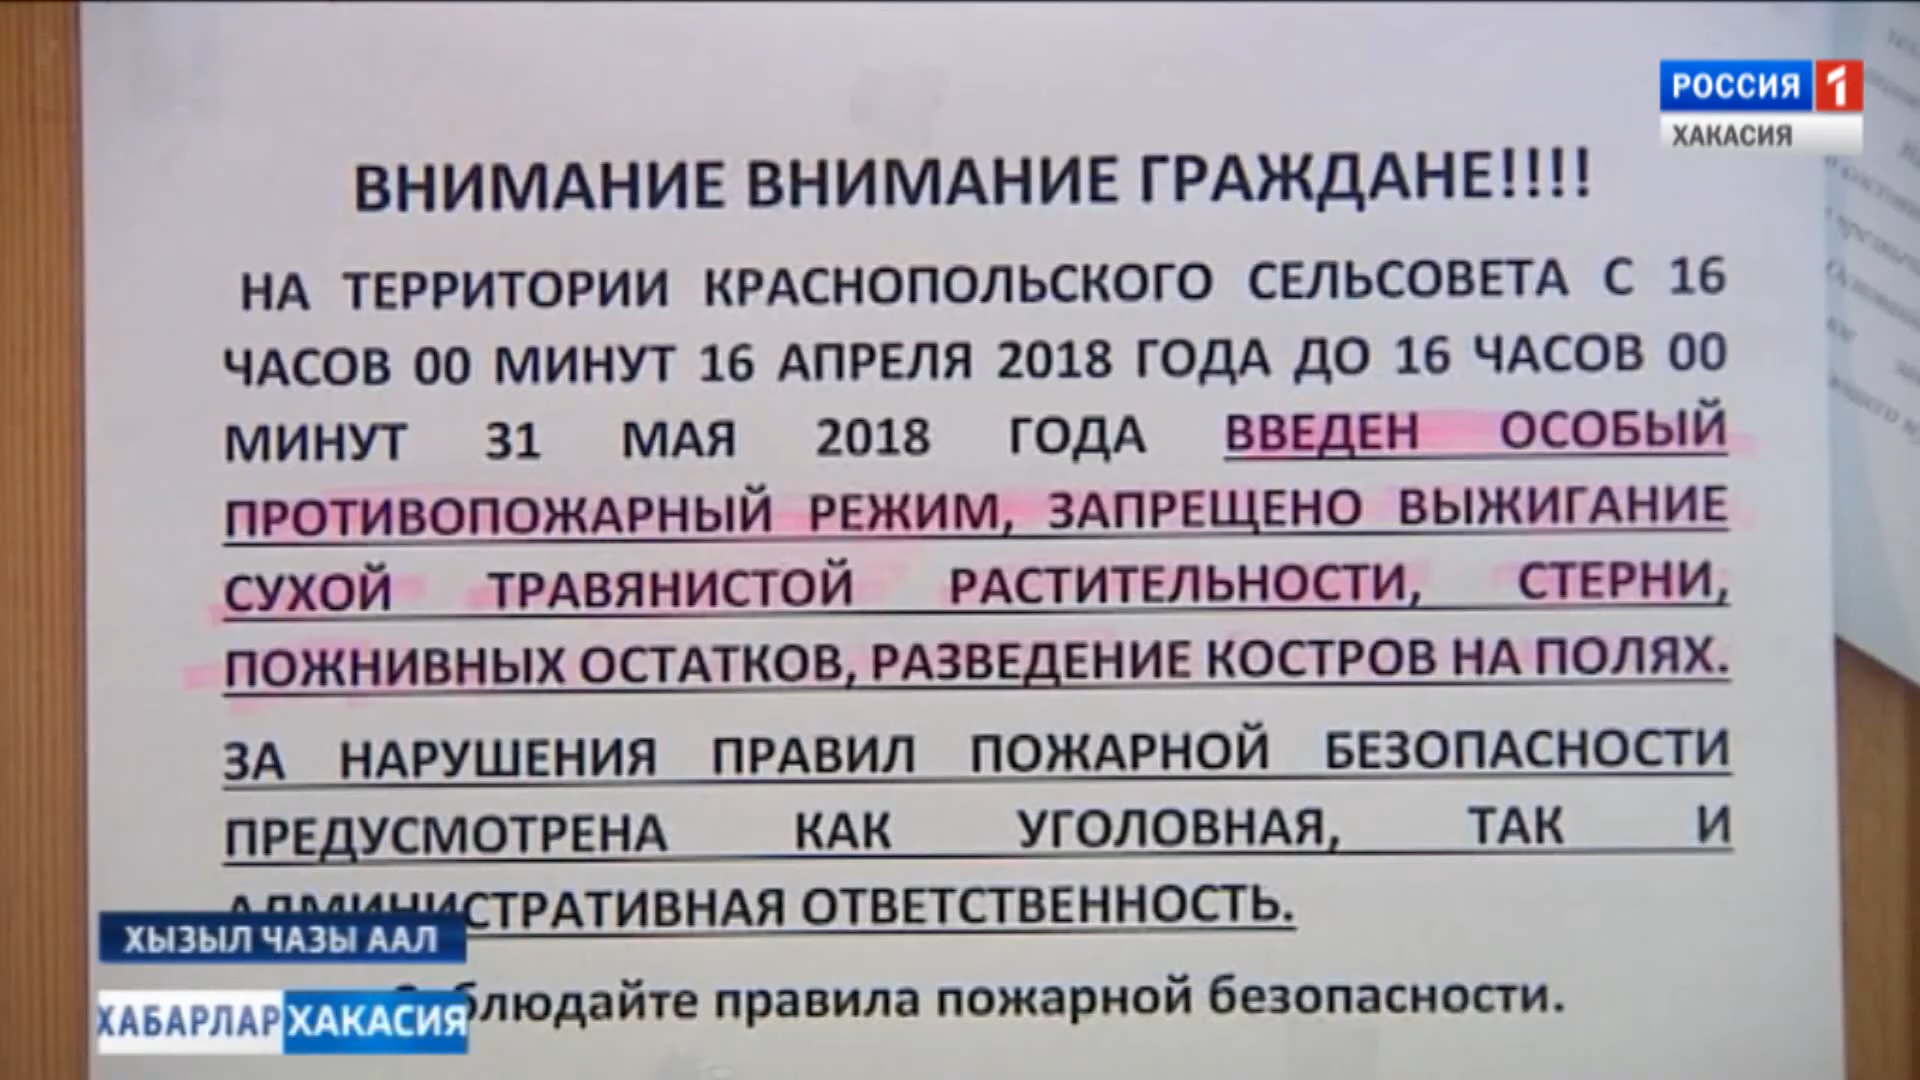 РОССИЯ 1
ХАКАСИЯ
ВНИМАНИЕ ВНИМАНИЕ ГРАЖДАНЕ!!!!
НА ТЕРРИТОРИИ КРАСНОПОЛЬСКОГО СЕЛЬСОВЕТА С 16
ЧАСОВ 00 МИНУТ 16 АПРЕЛЯ 2018 ГОДА ДО 16 ЧАСОВ 00
МИНУТ 31 МАЯ 2018 ГОДА ВВЕДЕН ОСОБЫЙ
ПРОТИВОПОЖАРНЫЙ РЕЖИМ, ЗАПРЕЩЕНО ВЫЖИГАНИЕ
СУХОЙ ТРАВЯНИСТОЙ РАСТИТЕЛЬНОСТИ, СТЕРНИ,
ПОЖНИВНЫХ ОСТАТКОВ, РАЗВЕДЕНИЕ КОСТРОВ НА ПОЛЯХ.
ЗА НАРУШЕНИЯ ПРАВИЛ ПОЖАРНОЙ БЕЗОПАСНОСТИ
ПРЕДУСМОТРЕНА КАК УГОЛОВНАЯ, ТАК И
АДМИНИСТРАТИВНАЯ ОТВЕТСТВЕННОСТЬ.
Соблюдайте правила пожарной безопасности.
ХЫЗЫЛ ЧАЗЫ ААЛ
ХАБАРЛАР ХАКАСИЯ